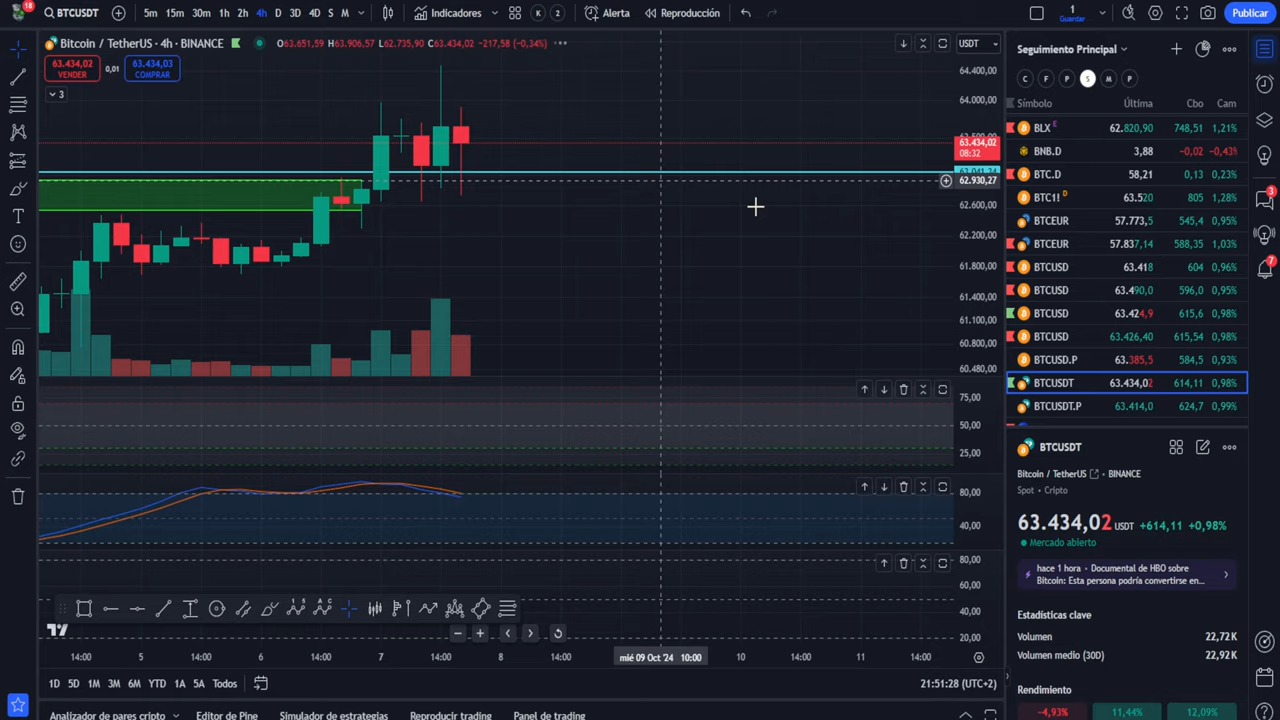 18
BTCUSDT
5m 15m 30m 1h 2h 4h D 3D 4D S M
Indicadores
K
2
Alerta
Reproducción
1
Guardar
Publicar
Bitcoin / TetherUS · 4h · BINANCE
O63.651,59 H63.906,57 L62.735,90 C63.434,02 -217,58 (-0,34%)
USDT
63.434,02
VENDER
0,01
63.434,03
COMPRAR
3
64.400,00
64.000,00
63.434,02
08:32
62.930,27
62.600,00
62.200,00
61.800,00
61.400,00
61.100,00
60.800,00
60.480,00
75,00
50,00
25,00
80,00
40,00
80,00
60,00
40,00
20,00
14:00 5 14:00 6 14:00 7 14:00 8 14:00 mié 09 Oct '24 10:00 10 14:00 11 14:00
1D 5D 1M 3M 6M YTD 1A 5A Todos
21:51:28 (UTC+2)
Analizador de pares cripto
Editor de Pine
Simulador de estrategias
Reproducir trading
Panel de trading
Seguimiento Principal
C F P S M P
Símbolo Última Cbo Cam
BLX E 62.820,90 748,51 1,21%
BNB.D 3,88 -0,02 -0,43%
BTC.D 58,21 0,13 0,23%
BTC1! D 63.520 805 1,28%
BTCEUR 57.773,5 545,4 0,95%
BTCEUR 57.837,14 588,35 1,03%
BTCUSD 63.418 604 0,96%
BTCUSD 63.490,0 596,0 0,95%
BTCUSD 63.424,9 615,6 0,98%
BTCUSD 63.426,40 615,54 0,98%
BTCUSD.P 63.385,5 584,5 0,93%
BTCUSDT 63.434,02 614,11 0,98%
BTCUSDT.P 63.414,0 624,7 0,99%
BTCUSDT
Bitcoin / TetherUS · BINANCE
Spot · Cripto
63.434,02 USDT +614,11 +0,98%
Mercado abierto
hace 1 hora · Documental de HBO sobre
Bitcoin: Esta persona podría convertirse en...
Estadísticas clave
Volumen 22,72K
Volumen medio (30D) 22,92K
Rendimiento
-4,93% 11,44% 12,09%
3
7